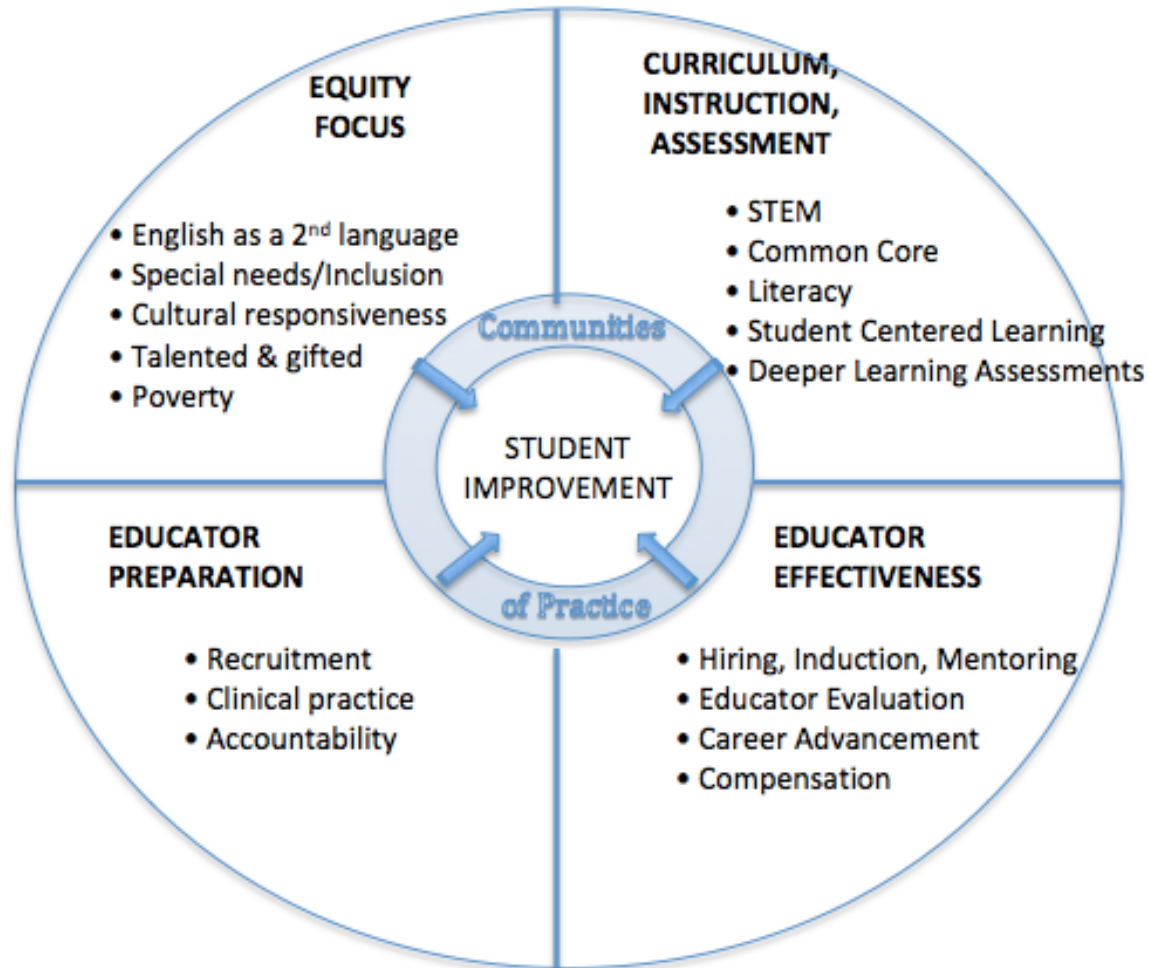 EQUITY
FOCUS
• English as a 2nd language
• Special needs/Inclusion
• Cultural responsiveness
• Talented & gifted
• Poverty
CURRICULUM,
INSTRUCTION,
ASSESSMENT
• STEM
• Common Core
• Literacy
• Student Centered Learning
• Deeper Learning Assessments
Communities
STUDENT
IMPROVEMENT
of Practice
EDUCATOR
PREPARATION
• Recruitment
• Clinical practice
• Accountability
EDUCATOR
EFFECTIVENESS
• Hiring, Induction, Mentoring
• Educator Evaluation
• Career Advancement
• Compensation